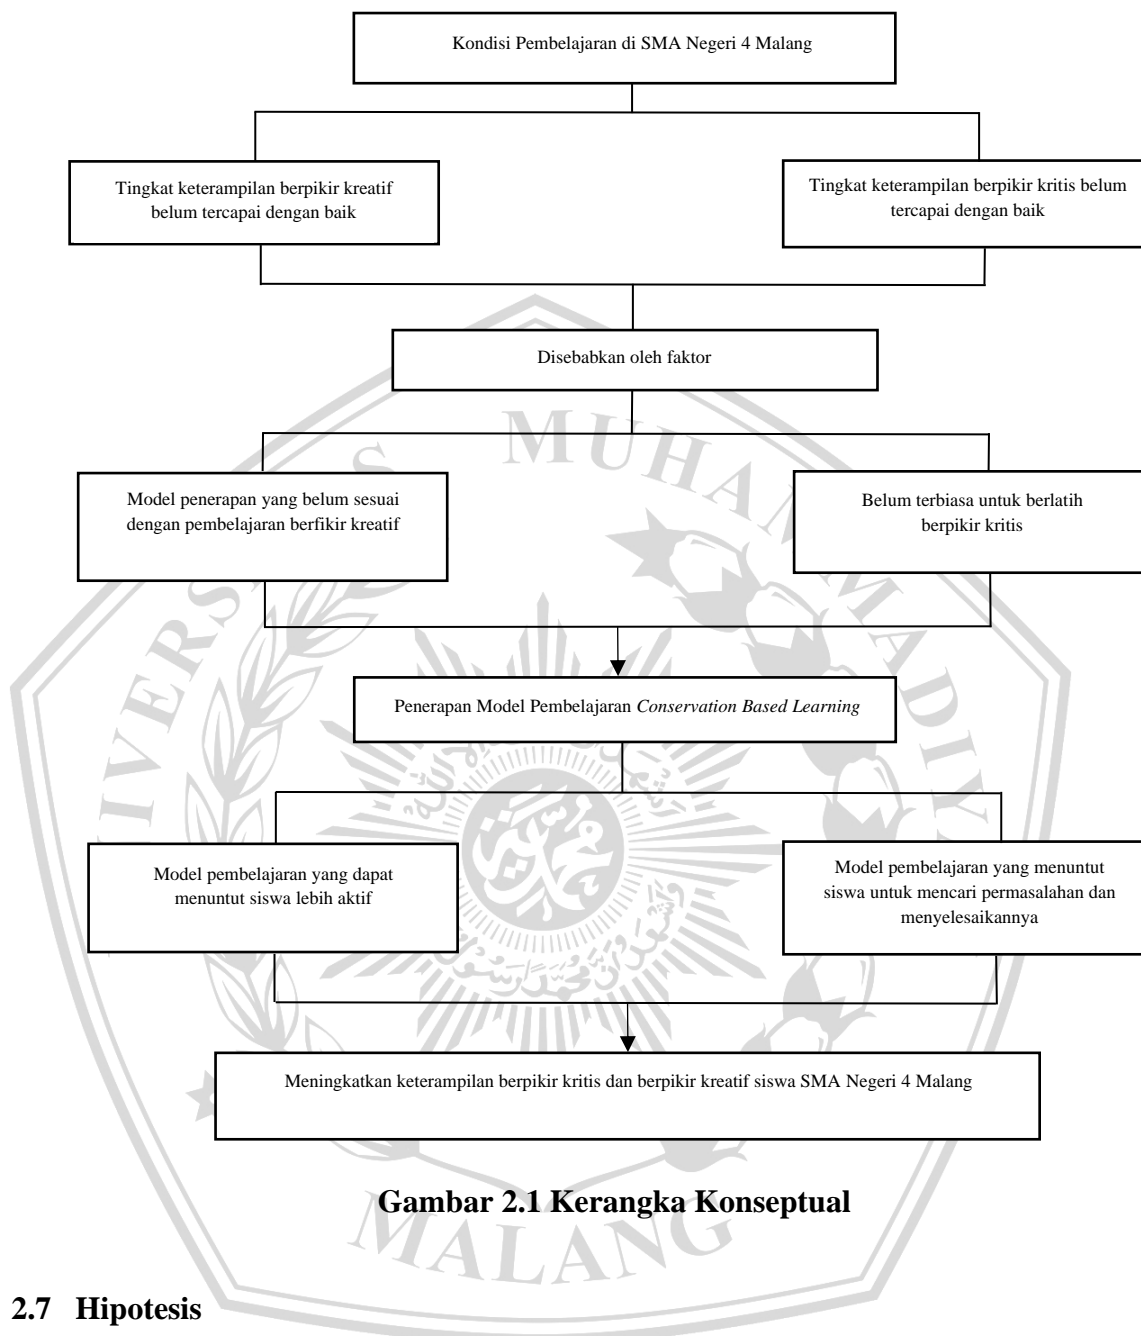 Kondisi Pembelajaran di SMA Negeri 4 Malang
Tingkat keterampilan berpikir kreatif
belum tercapai dengan baik
Tingkat keterampilan berpikir kritis belum
tercapai dengan baik
Disebabkan oleh faktor
Model penerapan yang belum sesuai
dengan pembelajaran berfikir kreatif
Belum terbiasa untuk berlatih
berpikir kritis
Penerapan Model Pembelajaran Conservation Based Learning
Model pembelajaran yang dapat
menuntut siswa lebih aktif
Model pembelajaran yang menuntut
siswa untuk mencari permasalahan dan
menyelesaikannya
Meningkatkan keterampilan berpikir kritis dan berpikir kreatif siswa SMA Negeri 4 Malang
Gambar 2.1 Kerangka Konseptual
2.7 Hipotesis
MALANG